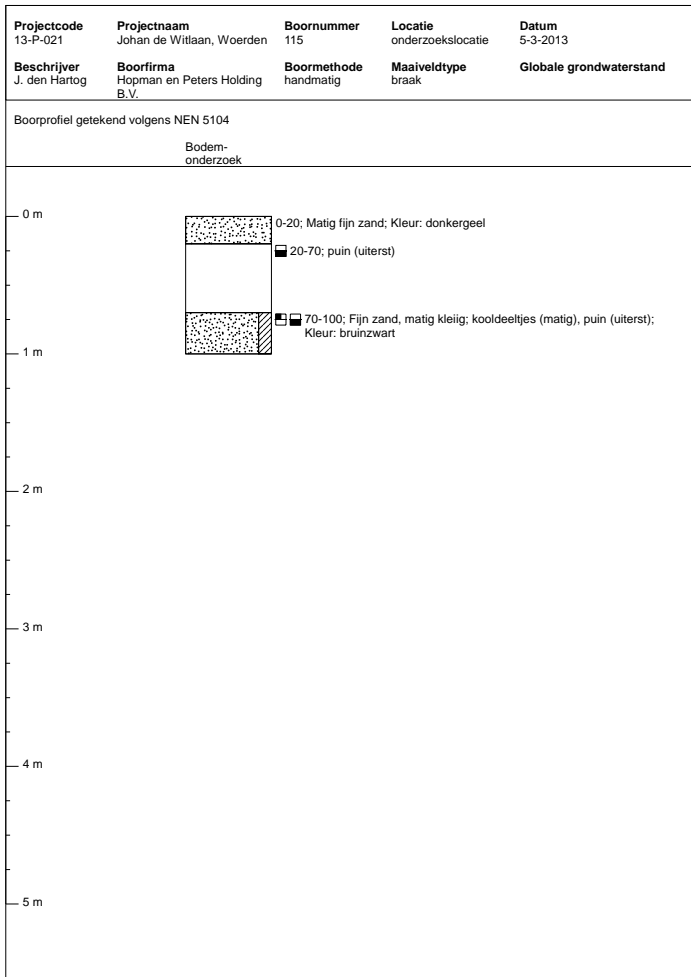 Projectcode Projectnaam Boornummer Locatie Datum
13-P-021 Johan de Witlaan, Woerden 115 onderzoekslocatie 5-3-2013
Beschrijver Boorfirma Boormethode Maaiveldtype Globale grondwaterstand
J. den Hartog Hopman en Peters Holding handmatig braak
B.V.
Boorprofiel getekend volgens NEN 5104
Bodem-
onderzoek
0 m
0-20; Matig fijn zand; Kleur: donkergeel
20-70; puin (uiterst)
70-100; Fijn zand, matig kleiig; kooldeeltjes (matig), puin (uiterst);
Kleur: bruinzwart
1 m
2 m
3 m
4 m
5 m